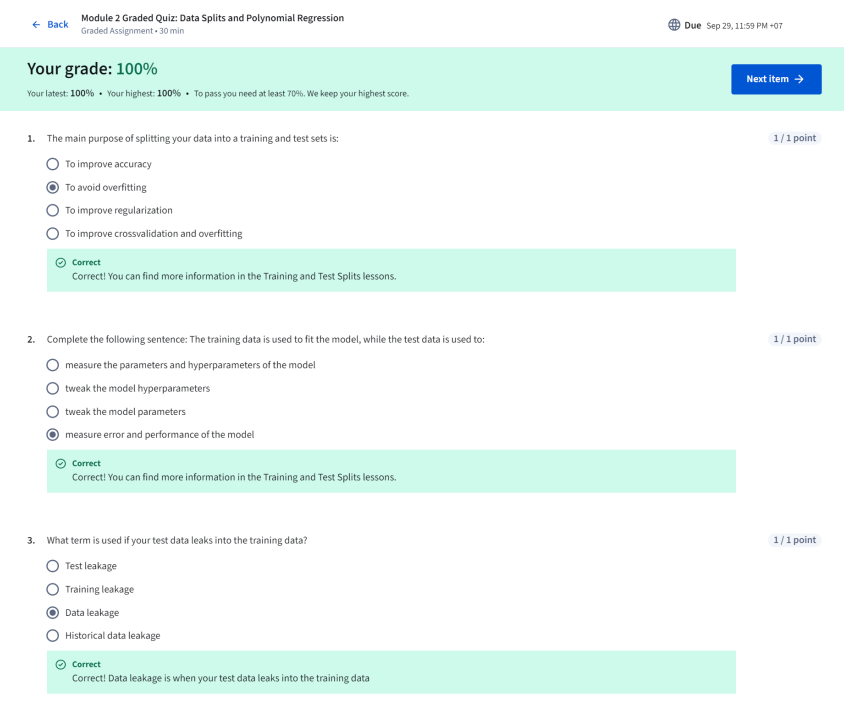 Back
Module 2 Graded Quiz: Data Splits and Polynomial Regression
Graded Assignment • 30 min
Due Sep 29, 11:59 PM +07
Your grade: 100%
Your latest: 100% • Your highest: 100% • To pass you need at least 70%. We keep your highest score.
Next item →
1. The main purpose of splitting your data into a training and test sets is:
1 / 1 point
To improve accuracy
To avoid overfitting
To improve regularization
To improve crossvalidation and overfitting
Correct
Correct! You can find more information in the Training and Test Splits lessons.
2. Complete the following sentence: The training data is used to fit the model, while the test data is used to:
1 / 1 point
measure the parameters and hyperparameters of the model
tweak the model hyperparameters
tweak the model parameters
measure error and performance of the model
Correct
Correct! You can find more information in the Training and Test Splits lessons.
3. What term is used if your test data leaks into the training data?
1 / 1 point
Test leakage
Training leakage
Data leakage
Historical data leakage
Correct
Correct! Data leakage is when your test data leaks into the training data